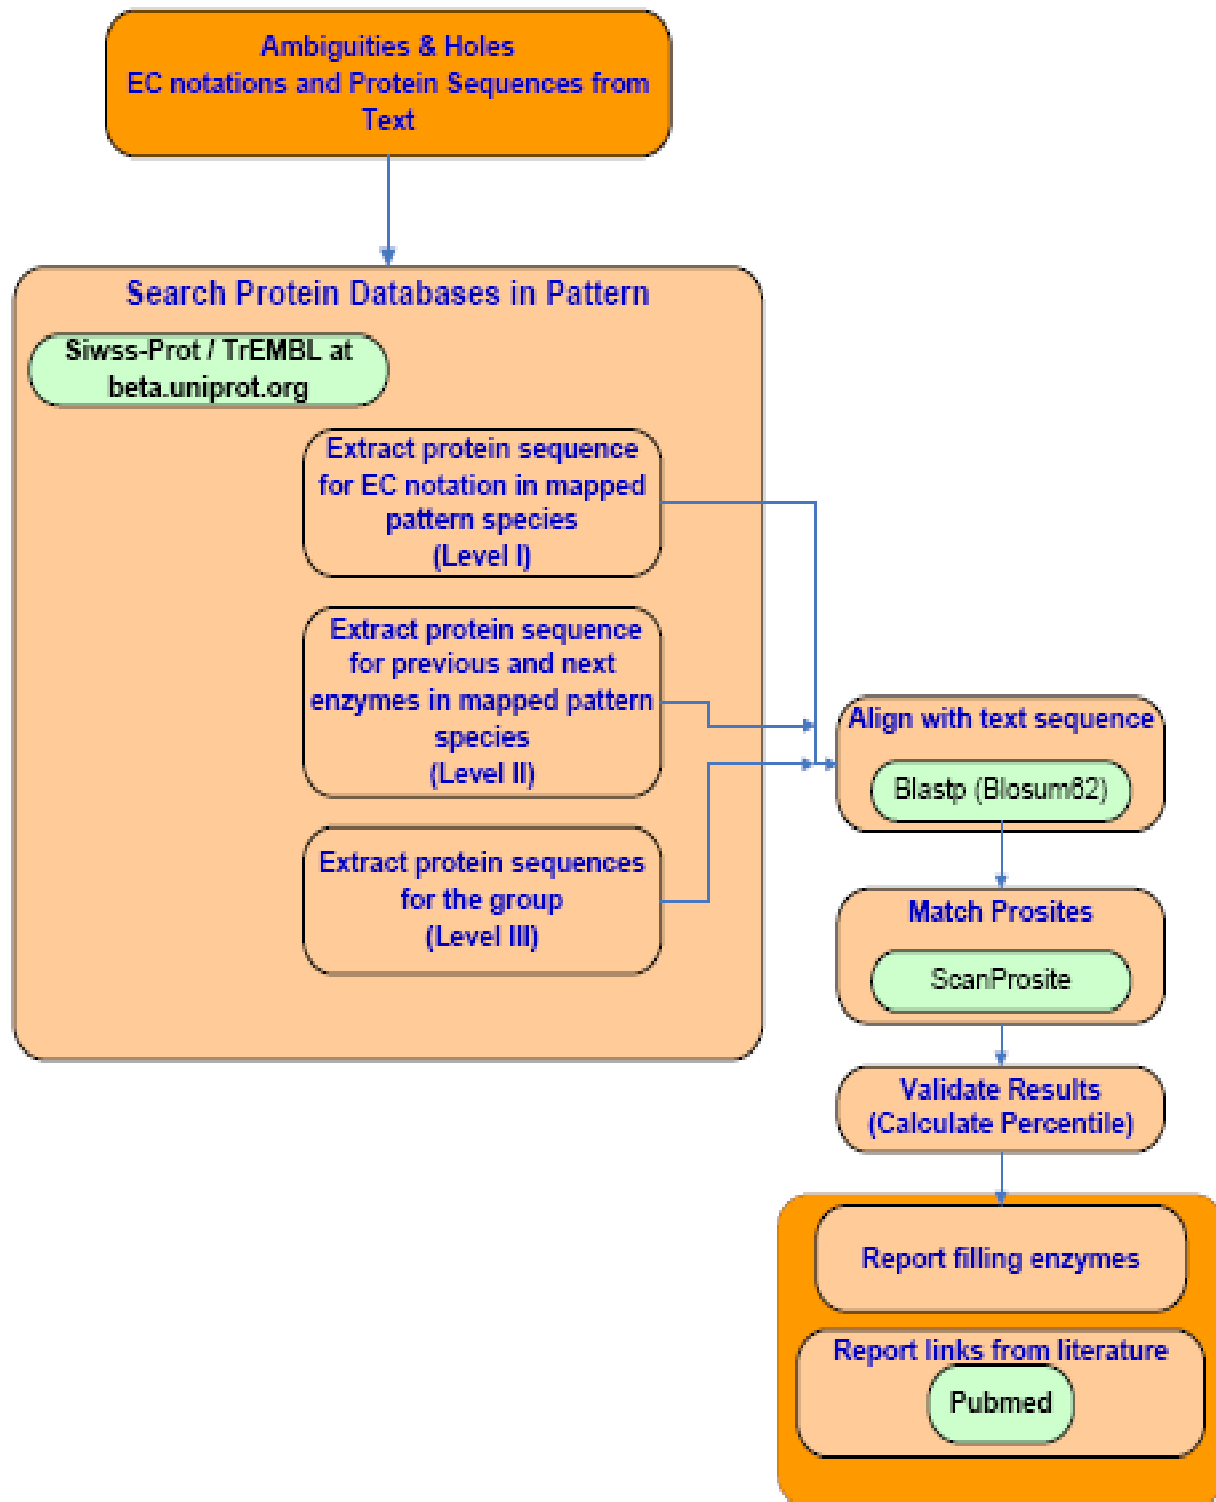 Ambiguities & Holes
EC notations and Protein Sequences from
Text
Search Protein Databases in Pattern
Siwss-Prot / TrEMBL at
beta.uniprot.org
Extract protein sequence
for EC notation in mapped
pattern species
(Level I)
Extract protein sequence
for previous and next
enzymes in mapped pattern
species
(Level II)
Extract protein sequences
for the group
(Level III)
Align with text sequence
Blastp (Blosum62)
Match Prosites
ScanProsite
Validate Results
(Calculate Percentile)
Report filling enzymes
Report links from literature
Pubmed